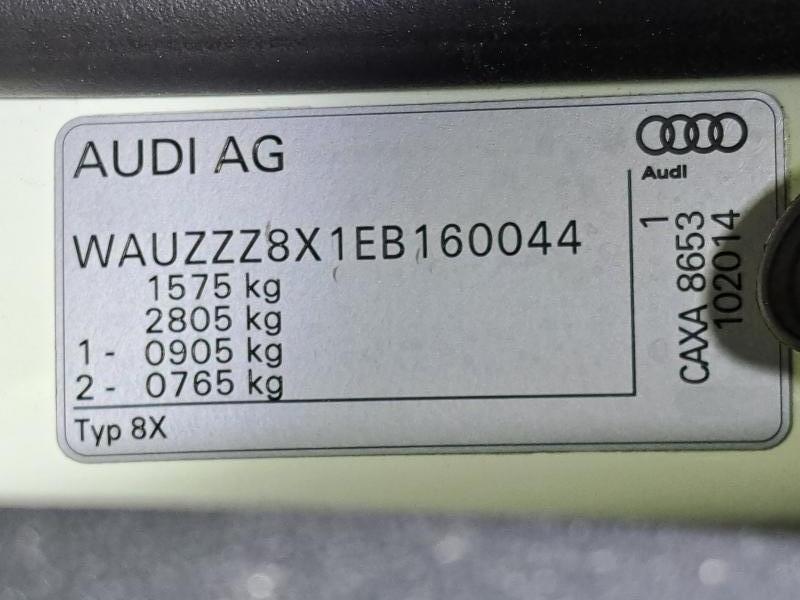 AUDI AG
WAUZZZ8X1EB160044
1575 kg
2805 kg
1 - 0905 kg
2 - 0765 kg
Typ 8X
Audi
1
CAXA 8653
102014